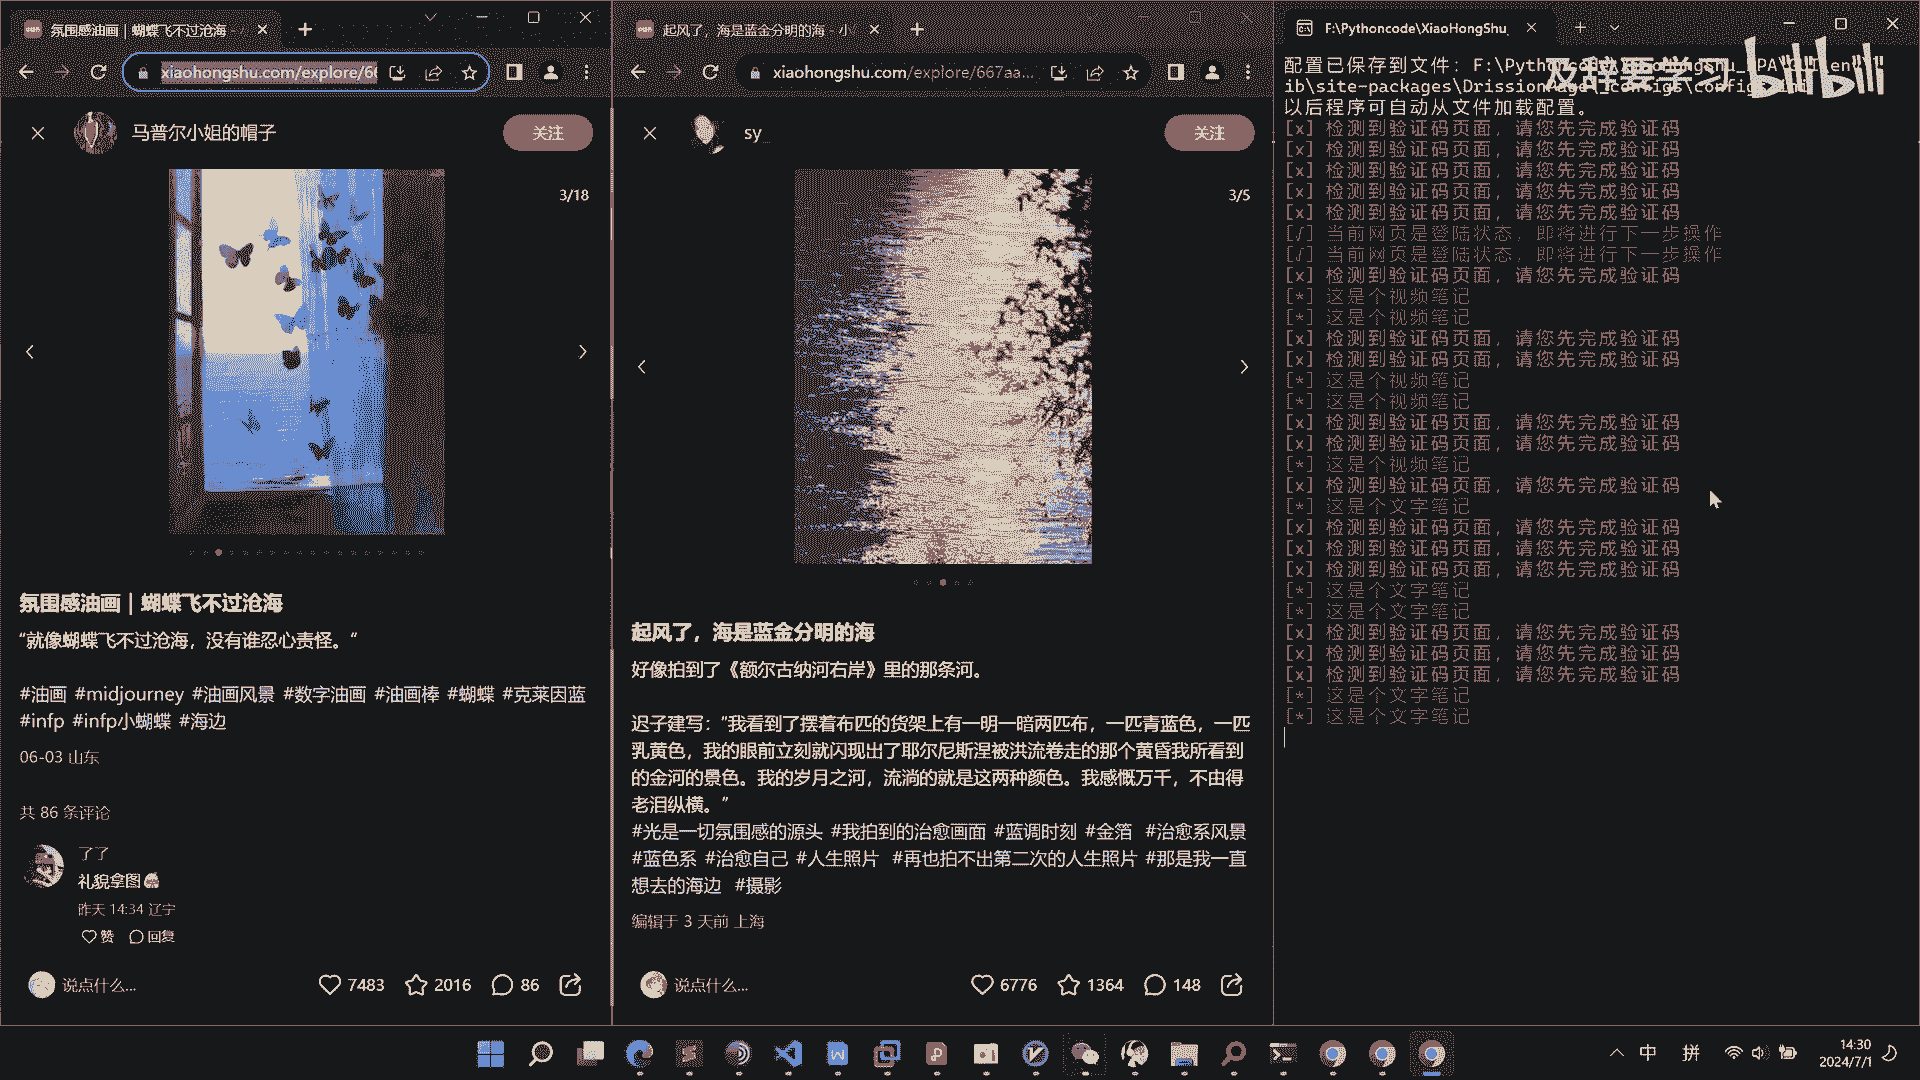 氛围感油画 | 蝴蝶飞不过沧海 -
xiaohongshu.com/explore/66
马普尔小姐的帽子
关注
3/18
氛围感油画 | 蝴蝶飞不过沧海
“就像蝴蝶飞不过沧海，没有谁忍心责怪。“
#油画 #midjourney #油画风景 #数字油画 #油画棒 #蝴蝶 #克莱因蓝
#infp #infp小蝴蝶 #海边
06-03 山东
共 86 条评论
了了
礼貌拿图
昨天 14:34 辽宁
赞 回复
说点什么...
7483 2016 86
起风了，海是蓝金分明的海 - 小
xiaohongshu.com/explore/667aa...
sy_
关注
3/5
起风了，海是蓝金分明的海
好像拍到了《额尔古纳河右岸》里的那条河。
迟子建写：“我看到了摆着布匹的货架上有一明一暗两匹布，一匹青蓝色，一匹
乳黄色，我的眼前立刻就闪现出了耶尔尼斯涅被洪流卷走的那个黄昏我所看到
的金河的景色。我的岁月之河，流淌的就是这两种颜色。我感慨万千，不由得
老泪纵横。”
#光是一切氛围感的源头 #我拍到的治愈画面 #蓝调时刻 #金箔 #治愈系风景
#蓝色系 #治愈自己 #人生照片 #再也拍不出第二次的人生照片 #那是我一直
想去的海边 #摄影
编辑于 3 天前 上海
说点什么...
6776 1364 148
F:\Pythoncode\XiaoHongShu_
及辞要学习 bilibili
配置已保存到文件：F:\Pyth
ib\site-packages\Drission
以后程序可自动从文件加载配置。
[x] 检测到验证码页面，请您先完成验证码
[x] 检测到验证码页面，请您先完成验证码
[x] 检测到验证码页面，请您先完成验证码
[x] 检测到验证码页面，请您先完成验证码
[x] 检测到验证码页面，请您先完成验证码
[√] 当前网页是登陆状态，即将进行下一步操作
[√] 当前网页是登陆状态，即将进行下一步操作
[x] 检测到验证码页面，请您先完成验证码
[*] 这是个视频笔记
[*] 这是个视频笔记
[x] 检测到验证码页面，请您先完成验证码
[x] 检测到验证码页面，请您先完成验证码
[*] 这是个视频笔记
[*] 这是个视频笔记
[x] 检测到验证码页面，请您先完成验证码
[x] 检测到验证码页面，请您先完成验证码
[*] 这是个视频笔记
[x] 检测到验证码页面，请您先完成验证码
[*] 这是个文字笔记
[x] 检测到验证码页面，请您先完成验证码
[x] 检测到验证码页面，请您先完成验证码
[x] 检测到验证码页面，请您先完成验证码
[*] 这是个文字笔记
[*] 这是个文字笔记
[x] 检测到验证码页面，请您先完成验证码
[x] 检测到验证码页面，请您先完成验证码
[x] 检测到验证码页面，请您先完成验证码
[*] 这是个文字笔记
[*] 这是个文字笔记
中 拼
14:30
2024/7/1